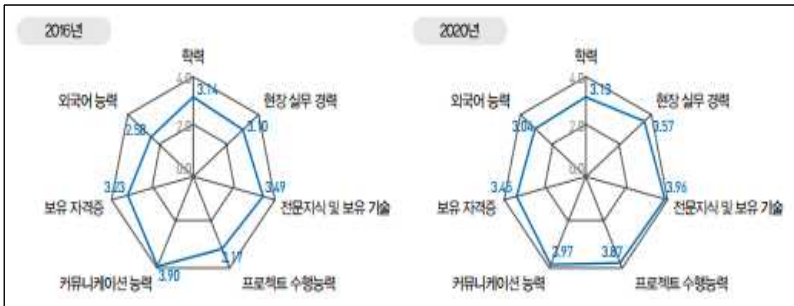 2016년
학력
4.0
3.14
현장 실무 경력
3.10
외국어 능력
2.58
2.0
0.0
3.23
3.49
보유 자격증
전문지식 및 보유 기술
3.17
3.90
커뮤니케이션 능력
프로젝트 수행능력
2020년
학력
4.0
3.13
현장 실무 경력
3.57
외국어 능력
3.04
2.0
0.0
3.45
3.96
보유 자격증
전문지식 및 보유 기술
3.97
3.87
커뮤니케이션 능력
프로젝트 수행능력